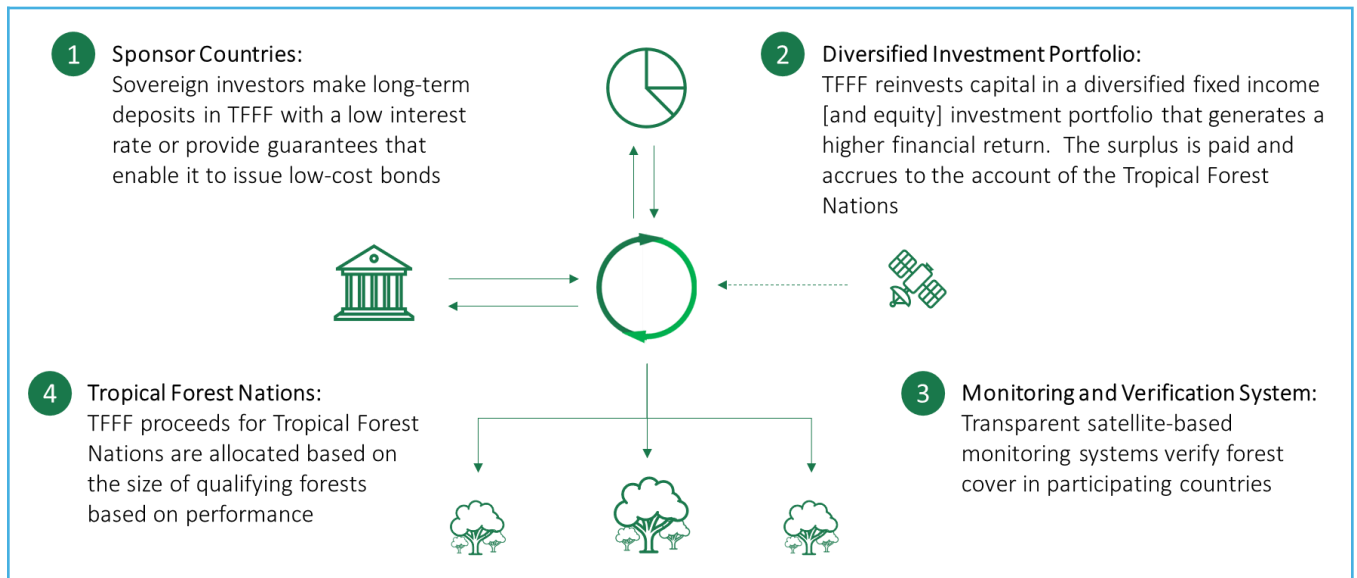 1
Sponsor Countries:
Sovereign investors make long-term
deposits in TFFF with a low interest
rate or provide guarantees that
enable it to issue low-cost bonds
2
Diversified Investment Portfolio:
TFFF reinvests capital in a diversified fixed income
[and equity] investment portfolio that generates a
higher financial return.  The surplus is paid and
accrues to the account of the Tropical Forest
Nations
4
Tropical Forest Nations:
TFFF proceeds for Tropical Forest
Nations are allocated based on
the size of qualifying forests
based on performance
3
Monitoring and Verification System:
Transparent satellite-based
monitoring systems verify forest
cover in participating countries